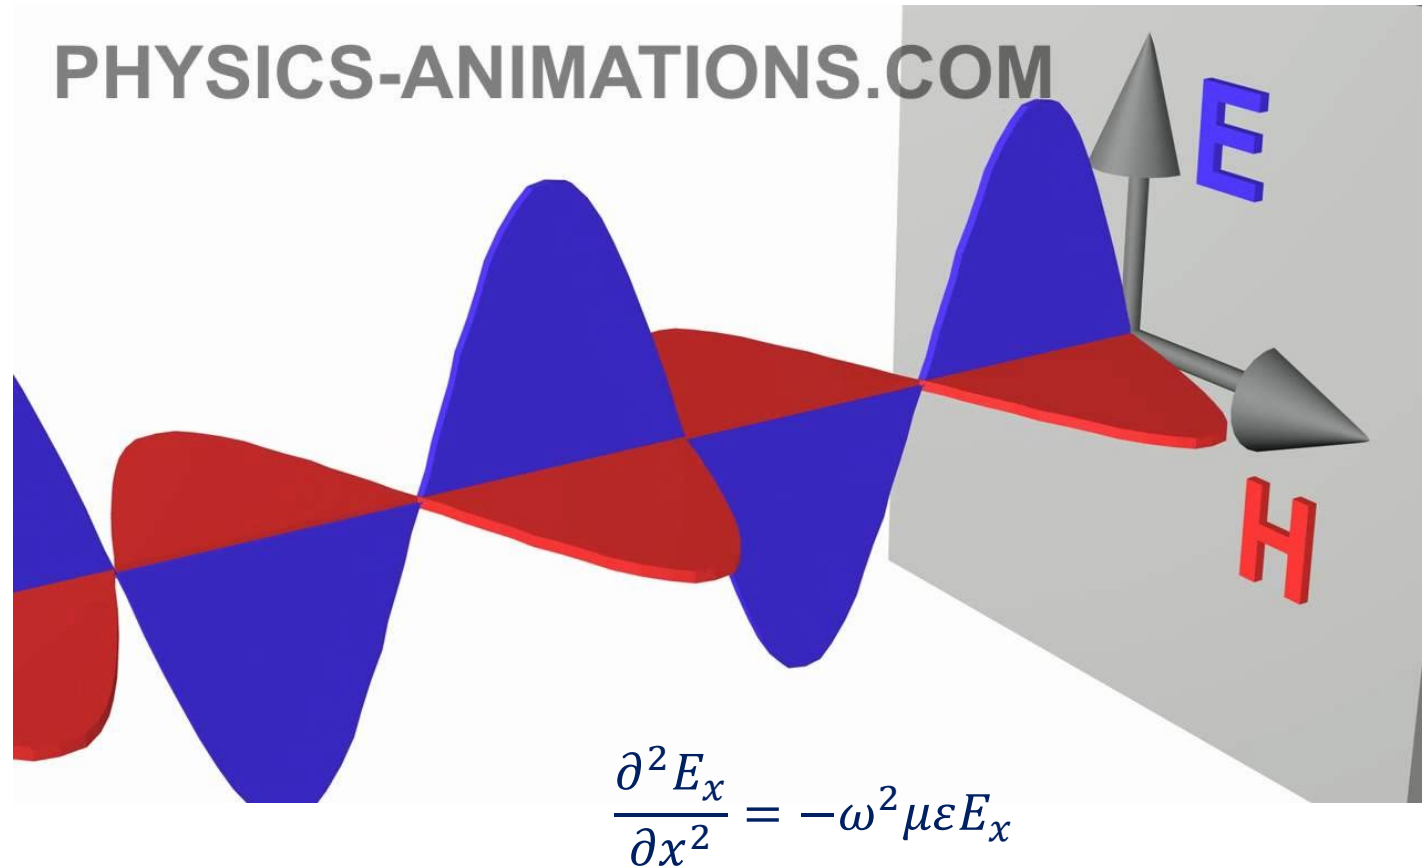 PHYSICS-ANIMATIONS.COM
E
H
∂²Eₓ/∂x² = −ω²μεEₓ